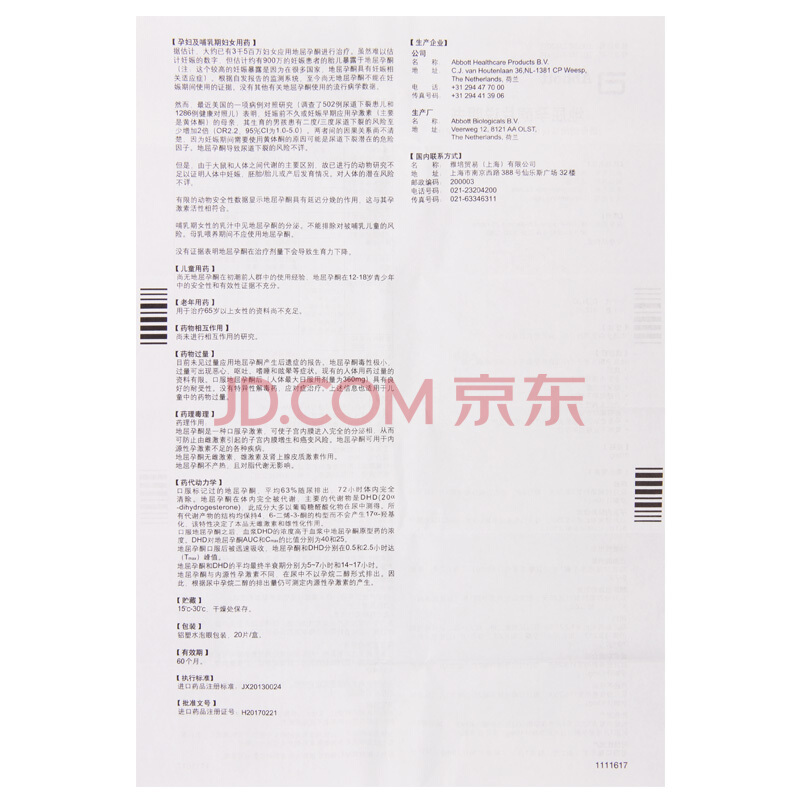 【孕妇及哺乳期妇女用药】
据估计，大约已有3千5百万妇女应用地屈孕酮进行治疗。虽然难以估
计妊娠的数字，但估计约有900万的妊娠患者的胎儿暴露于地屈孕酮
（注：这个较高的妊娠暴露是因为在很多国家，地屈孕酮具有妊娠相
关适应症）。根据自发报告的监测系统，至今尚无地屈孕酮不能在妊
娠期间使用的证据。没有其他有关地屈孕酮使用的流行病学数据。
然而，最近美国的一项病例对照研究（调查了502例尿道下裂患儿和
1286例健康对照儿）表明，妊娠前不久或妊娠早期应用孕激素（主要
是黄体酮）的母亲，其生育的男孩患有二度/三度尿道下裂的风险至
少增加2倍（OR2.2，95%CI为1.0-5.0）。两者间的因果关系尚不清
楚，因为妊娠期间需要使用黄体酮的原因可能是尿道下裂的潜在危险
因子。地屈孕酮导致尿道下裂的危险不详。
但是，由于大鼠和人体之间代谢的主要区别，故已进行的动物研究不
足以证明人体中妊娠、胚胎/胎儿或产后发育情况。对人体的潜在风险
不详。
有限的动物安全性数据显示地屈孕酮具有延迟分娩的作用，这与其孕
激素活性相符合。
哺乳期女性的乳汁中见地屈孕酮的分泌。不能排除对被哺乳儿童的风
险。母乳喂养期间不应使用地屈孕酮。
没有证据表明地屈孕酮在治疗剂量下会导致生育力下降。
【儿童用药】
尚无地屈孕酮在初潮前人群中的使用经验，地屈孕酮在12-18岁青少年
中的安全性和有效性证据不充分。
【老年用药】
用于治疗65岁以上女性的资料尚不充足。
【药物相互作用】
尚未进行相互作用的研究。
【药物过量】
目前未见过量应用地屈孕酮产生后遗症的报告。地屈孕酮毒性极小，
过量可出现恶心、呕吐、嗜睡和眩晕等症状。现有的人体用药过量的
资料有限。口服地屈孕酮后（人体最大日服用剂量为360mg）具有良
好的耐受性。没有特异性解毒药，应对症治疗。上述信息也适用于儿
童中的药物过量。
【药理毒理】
药理作用：
地屈孕酮是一种口服孕激素，可使子宫内膜进入完全的分泌相，从而
可防止由雌激素引起的子宫内膜增生和癌变风险。地屈孕酮可用于内
源性孕激素不足的各种疾病。
地屈孕酮无雌激素、雄激素及肾上腺皮质激素作用。
地屈孕酮不产热，且对脂代谢无影响。
【药代动力学】
口服标记过的地屈孕酮，平均63%随尿排出，72小时体内完全
清除。地屈孕酮在体内完全被代谢，主要的代谢物是DHD(20α
-dihydrogesterone)，此成分大多以葡萄糖醛酸化物在尿中测得。所
有代谢产物的结构均保持4，6-二烯-3-酮的构型而不会产生17α-羟基
化，该特性决定了本品无雌激素和雄性化作用。
口服地屈孕酮之后，血浆DHD的浓度高于血浆中地屈孕酮原型药的浓
度。DHD对地屈孕酮AUC和Cmax的比值分别为40和25。
地屈孕酮口服后被迅速吸收，地屈孕酮和DHD分别在0.5和2.5小时达
（Tmax）峰值。
地屈孕酮和DHD的平均最终半衰期分别为5~7小时和14~17小时。
地屈孕酮与内源性孕激素不同，在尿中不以孕烷二醇形式排出。因
此，根据尿中孕烷二醇的排出量仍可测定内源性孕激素的产生。
【贮藏】
15℃-30℃，干燥处保存。
【包装】
铝塑水泡眼包装，20片/盒。
【有效期】
60个月。
【执行标准】
进口药品注册标准：JX20130024
【批准文号】
进口药品注册证号：H20170221
【生产企业】
公司
名 称：Abbott Healthcare Products B.V.
地 址：C.J. van Houtenlaan 36,NL-1381 CP Weesp,
The Netherlands, 荷兰
电 话：+31 294 47 70 00
传真号码：+31 294 41 39 06
生产厂
名 称：Abbott Biologicals B.V.
地 址：Veerweg 12, 8121 AA OLST,
The Netherlands, 荷兰
【国内联系方式】
名 称：雅培贸易（上海）有限公司
地 址：上海市南京西路388号仙乐斯广场32楼
邮政编码：200003
电话号码：021-23204200
传真号码：021-63346311
JD.COM 京东
1111617